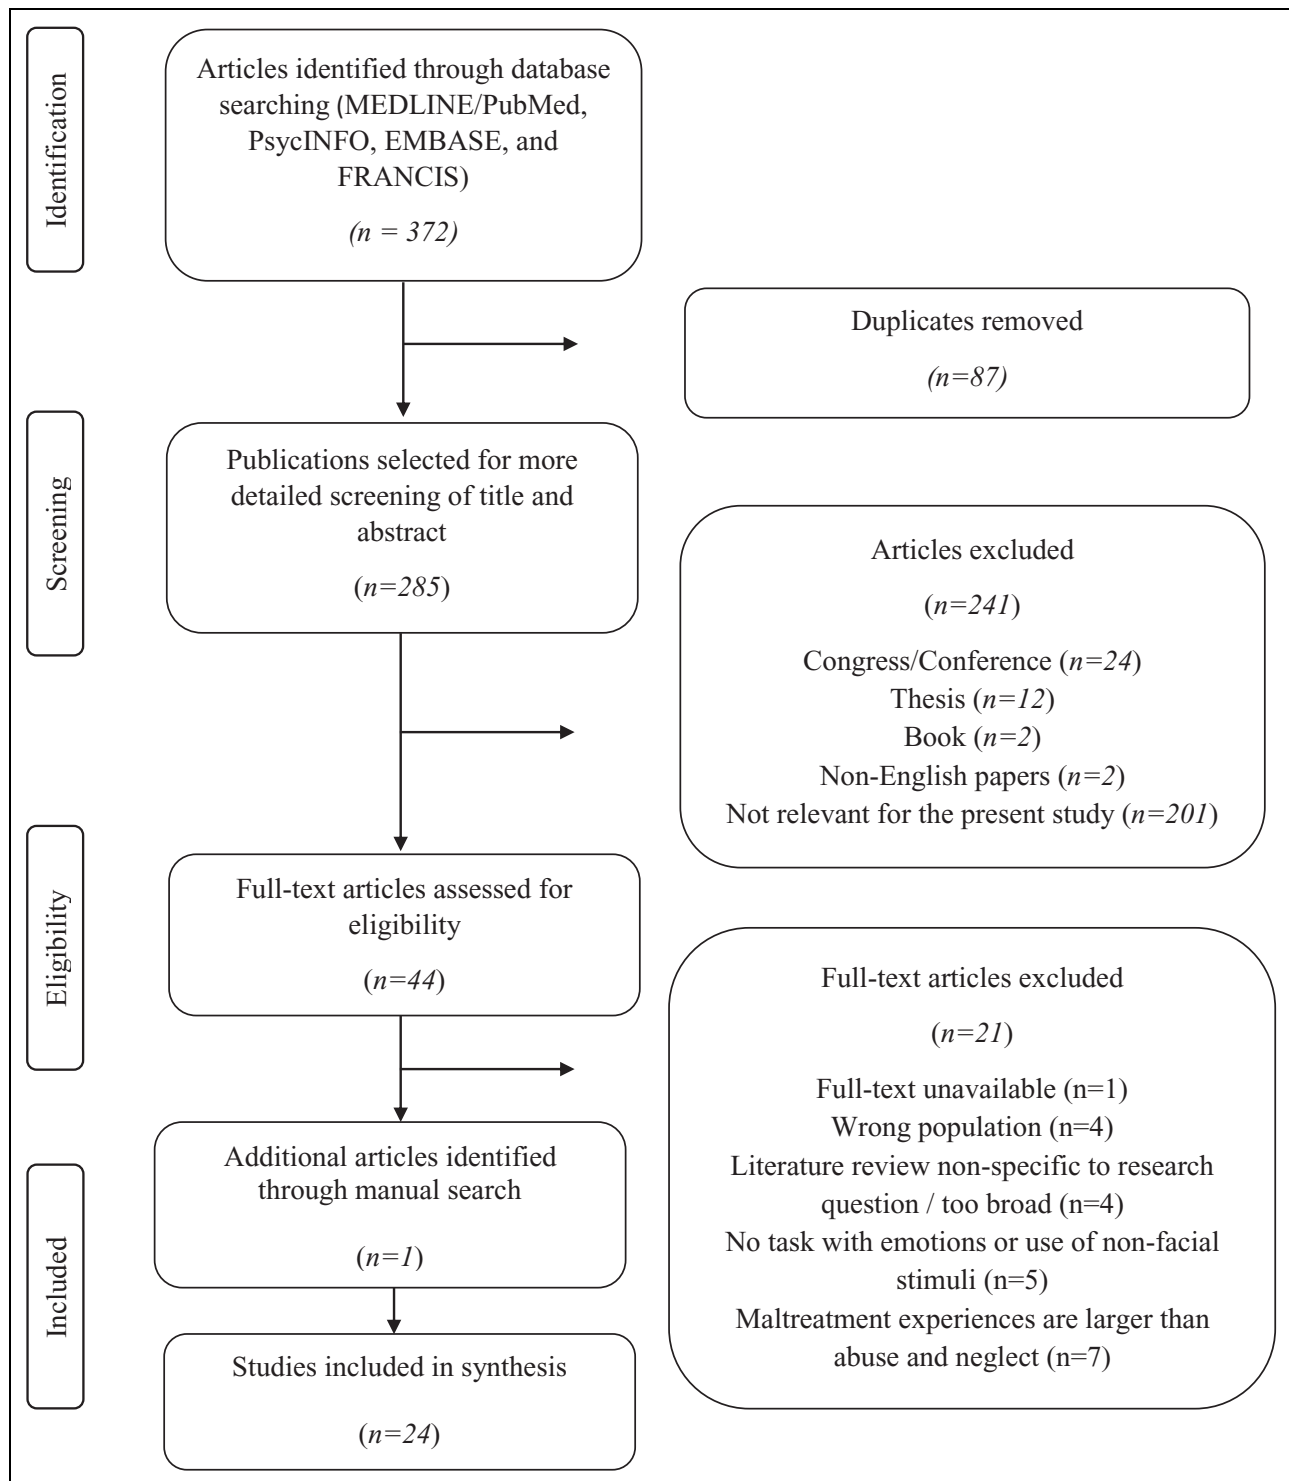 Identification
Articles identified through database
searching (MEDLINE/PubMed,
PsycINFO, EMBASE, and
FRANCIS)
(n = 372)
Duplicates removed
(n=87)
Screening
Publications selected for more
detailed screening of title and
abstract
(n=285)
Articles excluded
(n=241)
Congress/Conference (n=24)
Thesis (n=12)
Book (n=2)
Non-English papers (n=2)
Not relevant for the present study (n=201)
Eligibility
Full-text articles assessed for
eligibility
(n=44)
Full-text articles excluded
(n=21)
Full-text unavailable (n=1)
Wrong population (n=4)
Literature review non-specific to research
question / too broad (n=4)
No task with emotions or use of non-facial
stimuli (n=5)
Maltreatment experiences are larger than
abuse and neglect (n=7)
Included
Additional articles identified
through manual search
(n=1)
Studies included in synthesis
(n=24)